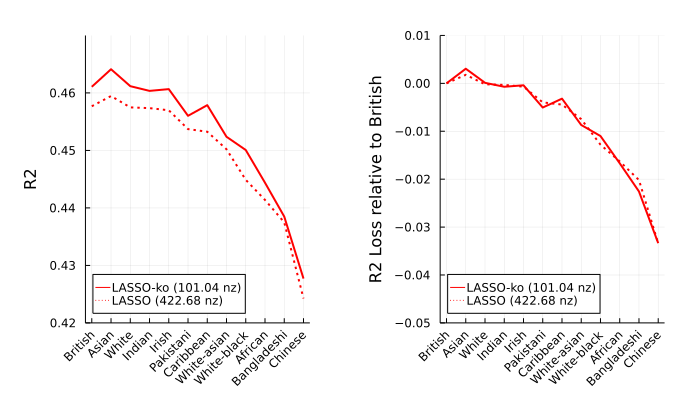 R2
0.46
0.45
0.44
0.43
0.42
LASSO-ko (101.04 nz)
LASSO (422.68 nz)
British
Asian
White
Indian
Irish
Pakistani
Caribbean
White-asian
White-black
African
Bangladeshi
Chinese
R2 Loss relative to British
0.01
0.00
−0.01
−0.02
−0.03
−0.04
−0.05
LASSO-ko (101.04 nz)
LASSO (422.68 nz)
British
Asian
White
Indian
Irish
Pakistani
Caribbean
White-asian
White-black
African
Bangladeshi
Chinese